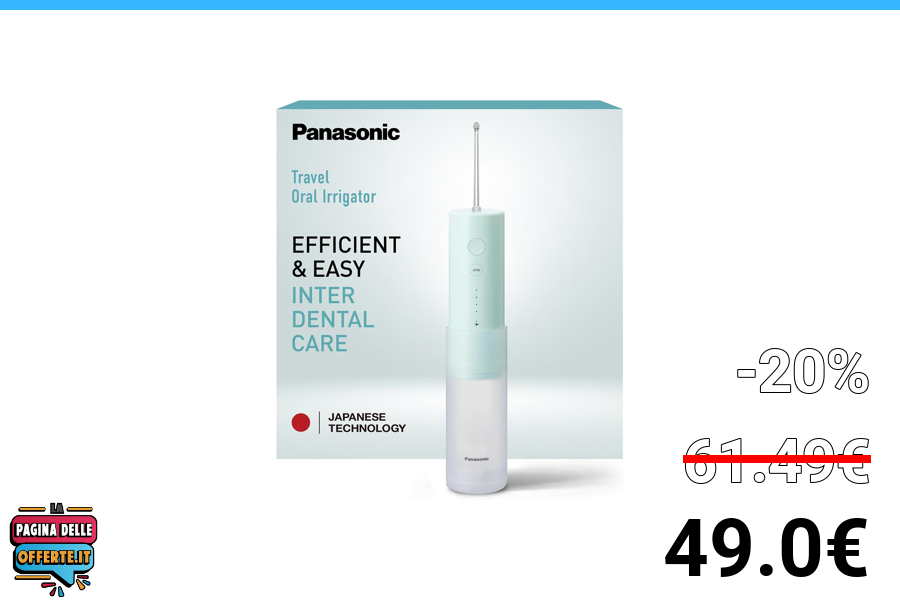 Panasonic
Travel
Oral Irrigator
EFFICIENT
& EASY
INTER
DENTAL
CARE
JAPANESE
TECHNOLOGY
Panasonic
-20%
61.49€
49.0€
LA
PAGINA DELLE
OFFERTE.IT